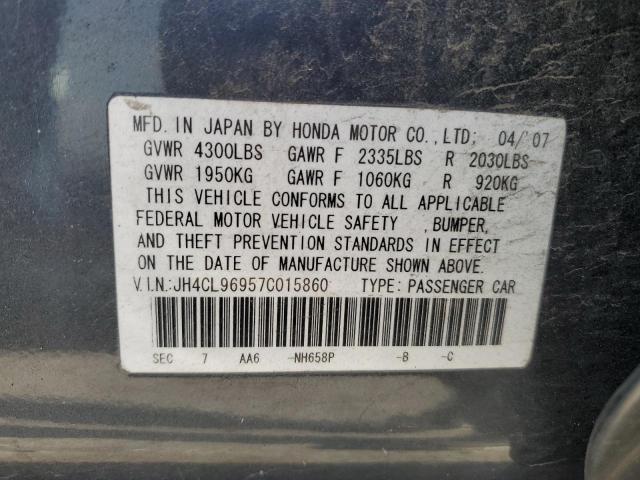 MFD. IN JAPAN BY HONDA MOTOR CO.,LTD; 04/'07
GVWR 4300LBS GAWR F 2335LBS R 2030LBS
GVWR 1950KG GAWR F 1060KG R 920KG
THIS VEHICLE CONFORMS TO ALL APPLICABLE
FEDERAL MOTOR VEHICLE SAFETY ,BUMPER,
AND THEFT PREVENTION STANDARDS IN EFFECT
ON THE DATE OF MANUFACTURE SHOWN ABOVE.
V.I.N:JH4CL96957C015860 TYPE: PASSENGER CAR
SEC 7 AA6 -NH658P -B -C